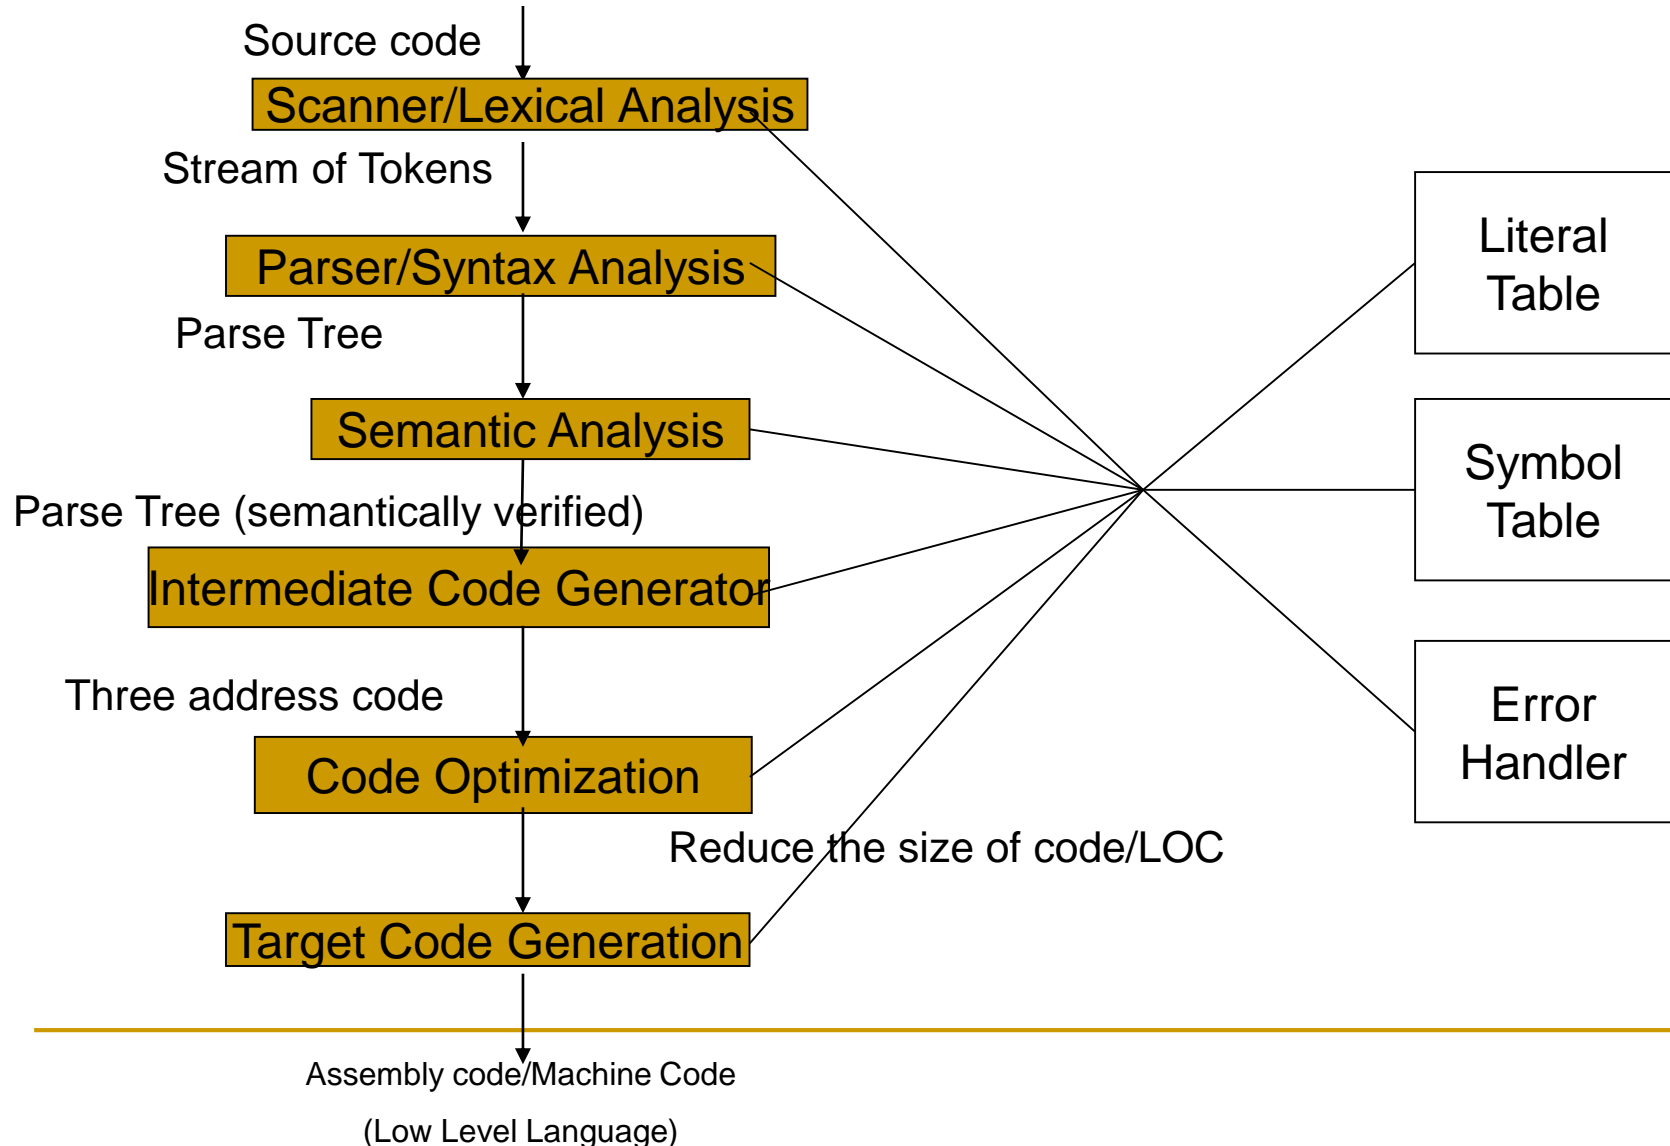 Source code
Scanner/Lexical Analysis
Stream of Tokens
Parser/Syntax Analysis
Parse Tree
Semantic Analysis
Parse Tree (semantically verified)
Intermediate Code Generator
Three address code
Code Optimization
Reduce the size of code/LOC
Target Code Generation
Assembly code/Machine Code
(Low Level Language)
Literal
Table
Symbol
Table
Error
Handler